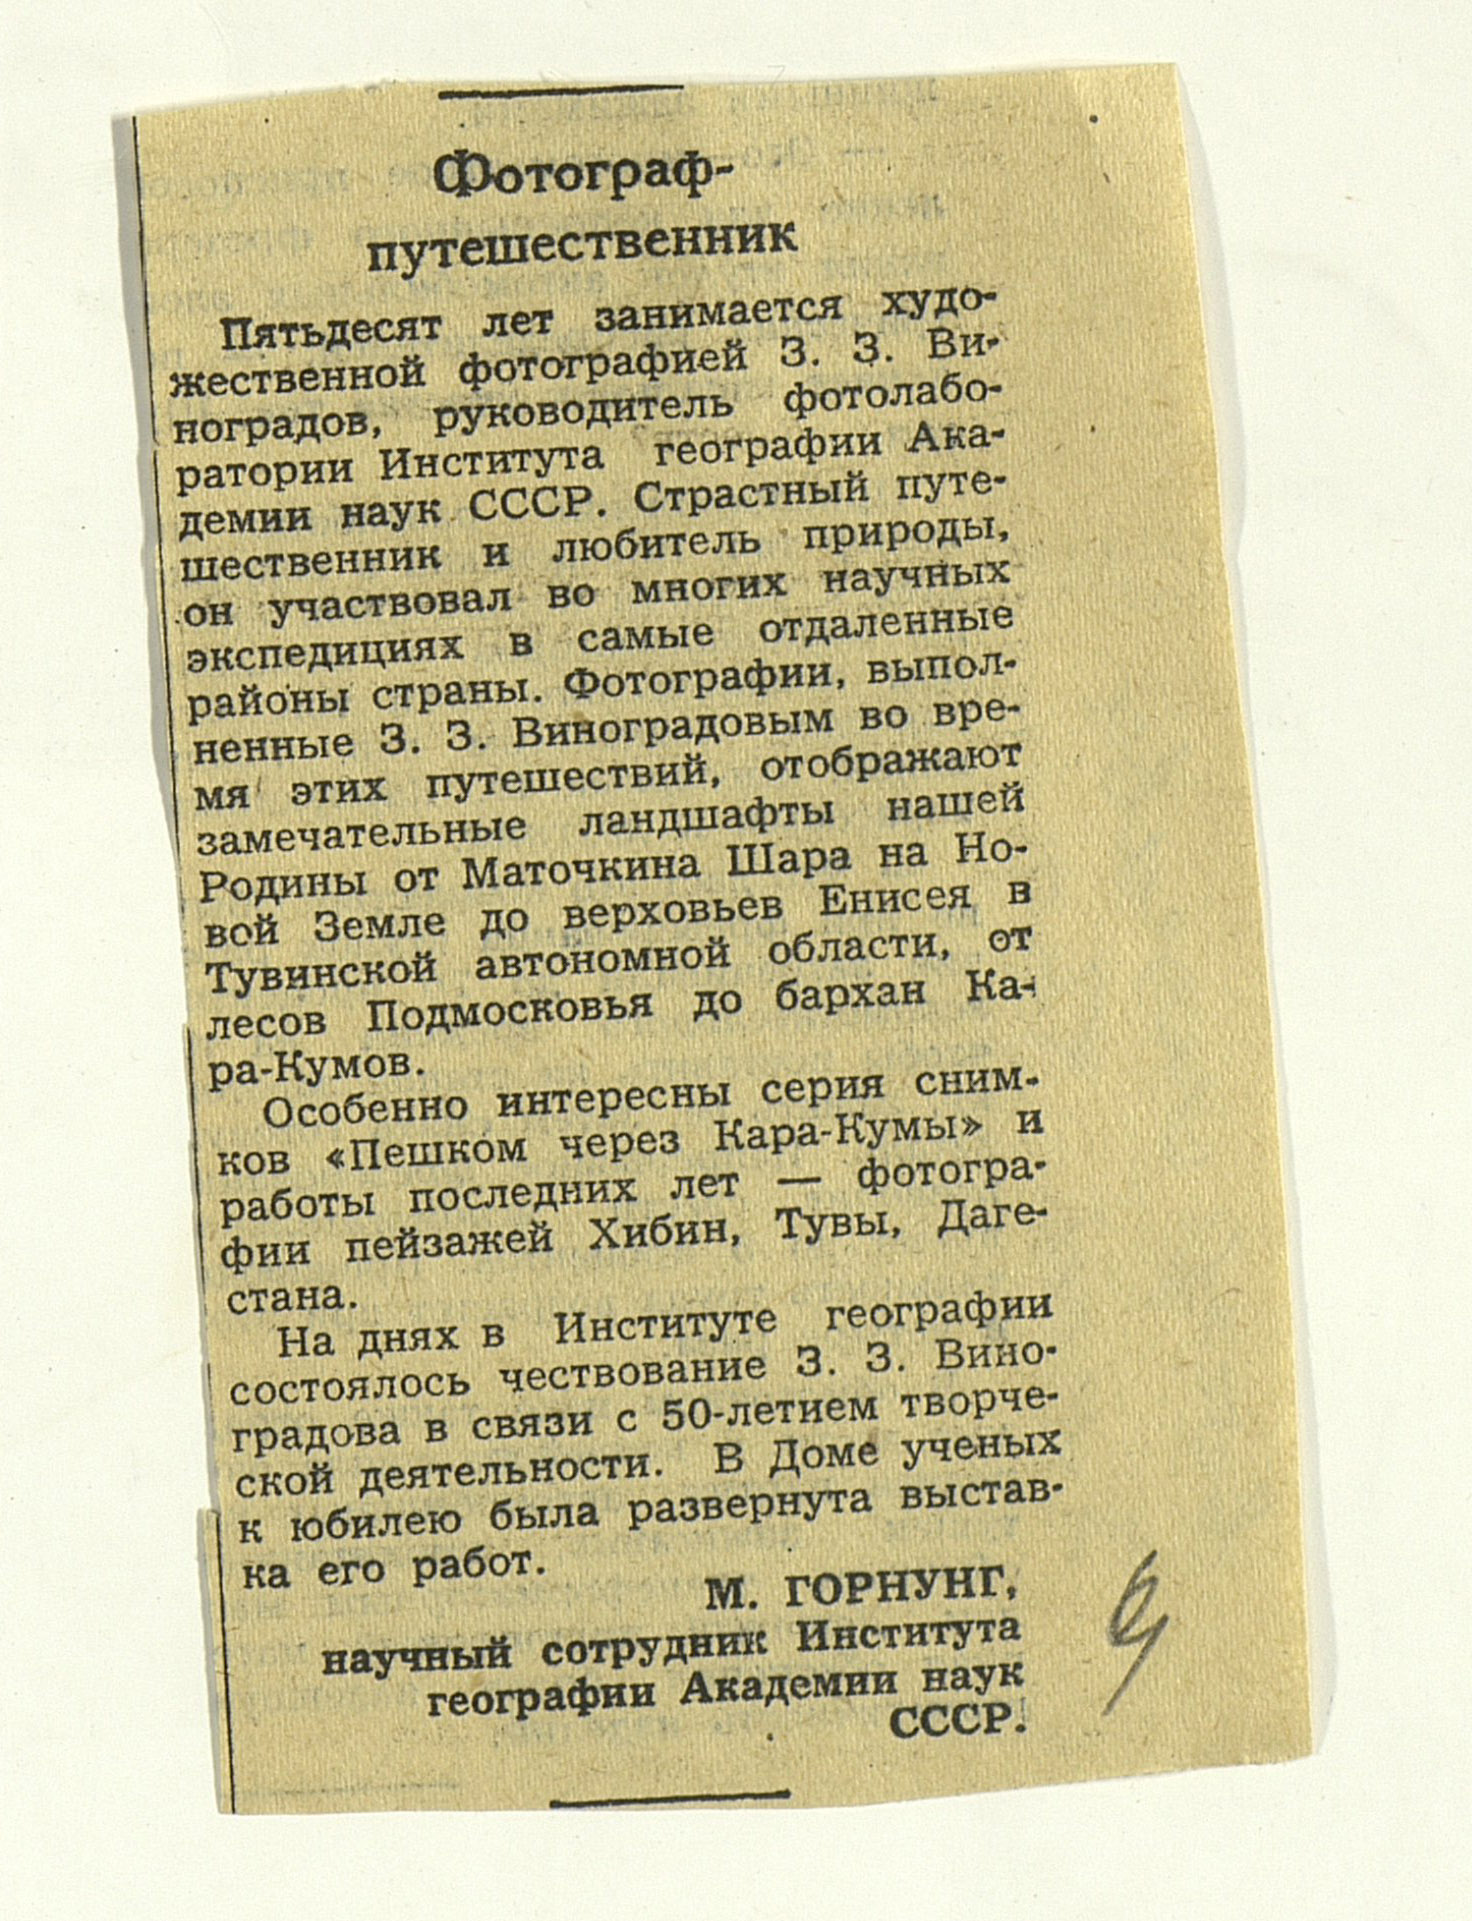 Фотограф-
путешественник
Пятьдесят лет занимается худо-
жественной фотографией З. З. Ви-
ноградов, руководитель фотолабо-
ратории Института географии Ака-
демии наук СССР. Страстный путе-
шественник и любитель природы,
он участвовал во многих научных
экспедициях в самые отдаленные
районы страны. Фотографии, выпол-
ненные З. З. Виноградовым во вре-
мя этих путешествий, отображают
замечательные ландшафты нашей
Родины от Маточкина Шара на Но-
вой Земле до верховьев Енисея в
Тувинской автономной области, от
лесов Подмосковья до бархан Ка-
ра-Кумов.
Особенно интересны серия сним-
ков «Пешком через Кара-Кумы» и
работы последних лет — фотогра-
фии пейзажей Хибин, Тувы, Даге-
стана.
На днях в Институте географии
состоялось чествование З. З. Вино-
градова в связи с 50-летием творче-
ской деятельности. В Доме ученых
к юбилею была развернута выстав-
ка его работ.
М. ГОРНУНГ,
научный сотрудник Института
географии Академии наук
СССР.